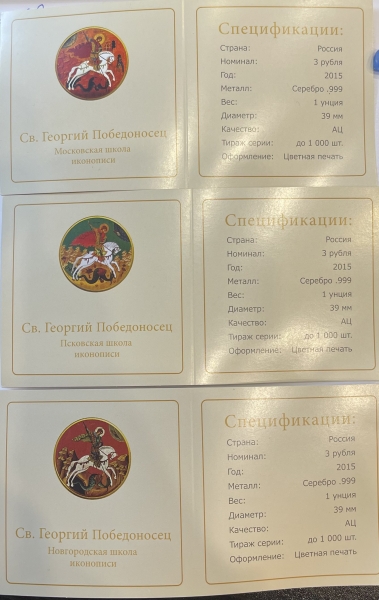 Св. Георгий Победоносец
Московская школа
иконописи
Спецификации:
Страна: Россия
Номинал: 3 рубля
Год: 2015
Металл: Серебро .999
Вес: 1 унция
Диаметр: 39 мм
Качество: АЦ
Тираж серии: до 1 000 шт.
Оформление: Цветная печать
Св. Георгий Победоносец
Псковская школа
иконописи
Спецификации:
Страна: Россия
Номинал: 3 рубля
Год: 2015
Металл: Серебро .999
Вес: 1 унция
Диаметр: 39 мм
Качество: АЦ
Тираж серии: до 1 000 шт.
Оформление: Цветная печать
Св. Георгий Победоносец
Новгородская школа
иконописи
Спецификации:
Страна: Россия
Номинал: 3 рубля
Год: 2015
Металл: Серебро .999
Вес: 1 унция
Диаметр: 39 мм
Качество: АЦ
Тираж серии: до 1 000 шт.
Оформление: Цветная печать